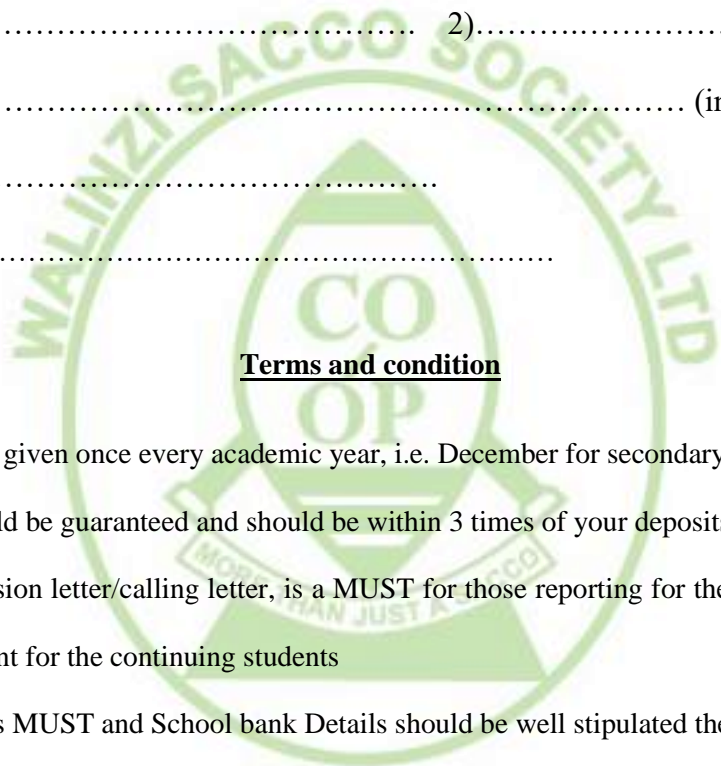 ………………………………. 2)……….……………
……………………………………………………… (in
…………………………………….
………………………………………………
WALINZI SACCO SOCIETY LTD
CO
OP
MORE THAN JUST A SACCO
Terms and condition
given once every academic year, i.e. December for secondary
ld be guaranteed and should be within 3 times of your deposits
sion letter/calling letter, is a MUST for those reporting for the
nt for the continuing students
s MUST and School bank Details should be well stipulated the